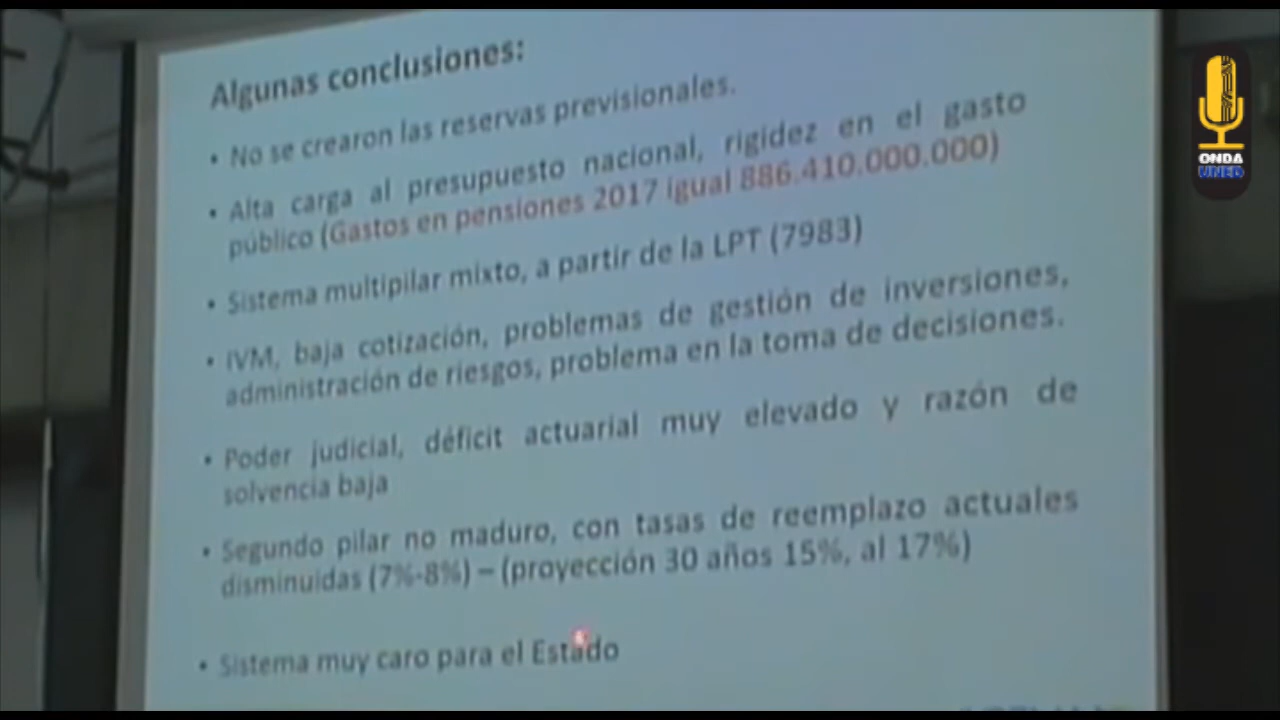 Algunas conclusiones:
• No se crearon las reservas previsionales.
• Alta carga al presupuesto nacional, rigidez en el gasto
público (Gastos en pensiones 2017 igual 886.410.000.000)
• Sistema multipilar mixto, a partir de la LPT (7983)
• IVM, baja cotización, problemas de gestión de inversiones,
administración de riesgos, problema en la toma de decisiones.
• Poder judicial, déficit actuarial muy elevado y razón de
solvencia baja
• Segundo pilar no maduro, con tasas de reemplazo actuales
disminuidas (7%-8%) – (proyección 30 años 15%, al 17%)
• Sistema muy caro para el Estado
ONDA
UNED